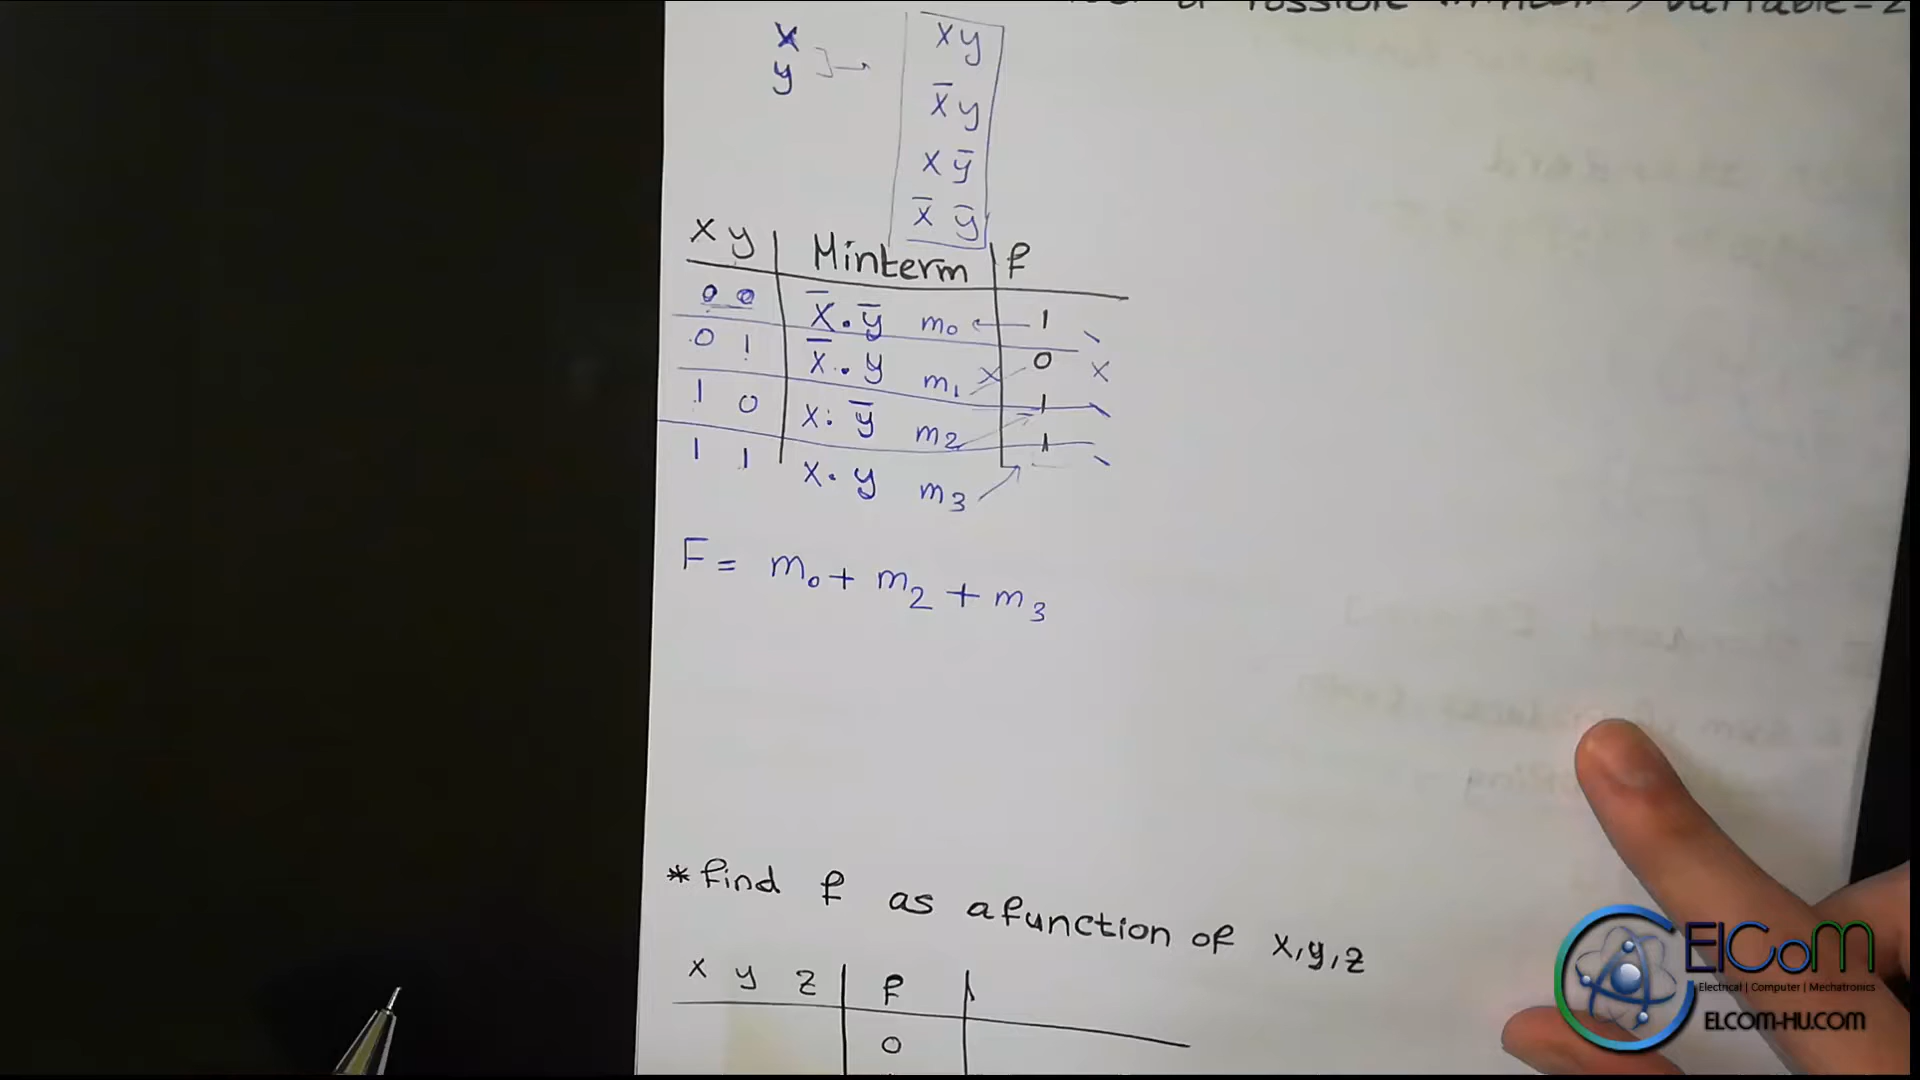 x
y
xy
x̅y
xy̅
x̅ y̅
x y Minterm f
0 0 x̅.y̅ m0 1
0 1 x̅.y m1 x 0 x
1 0 x.y̅ m2 1
1 1 x.y m3 1
F = m0 + m2 + m3
*find f as a function of x,y,z
x y z f
0
ElCoM
Electrical | Computer | Mechatronics
ELCOM-HU.COM